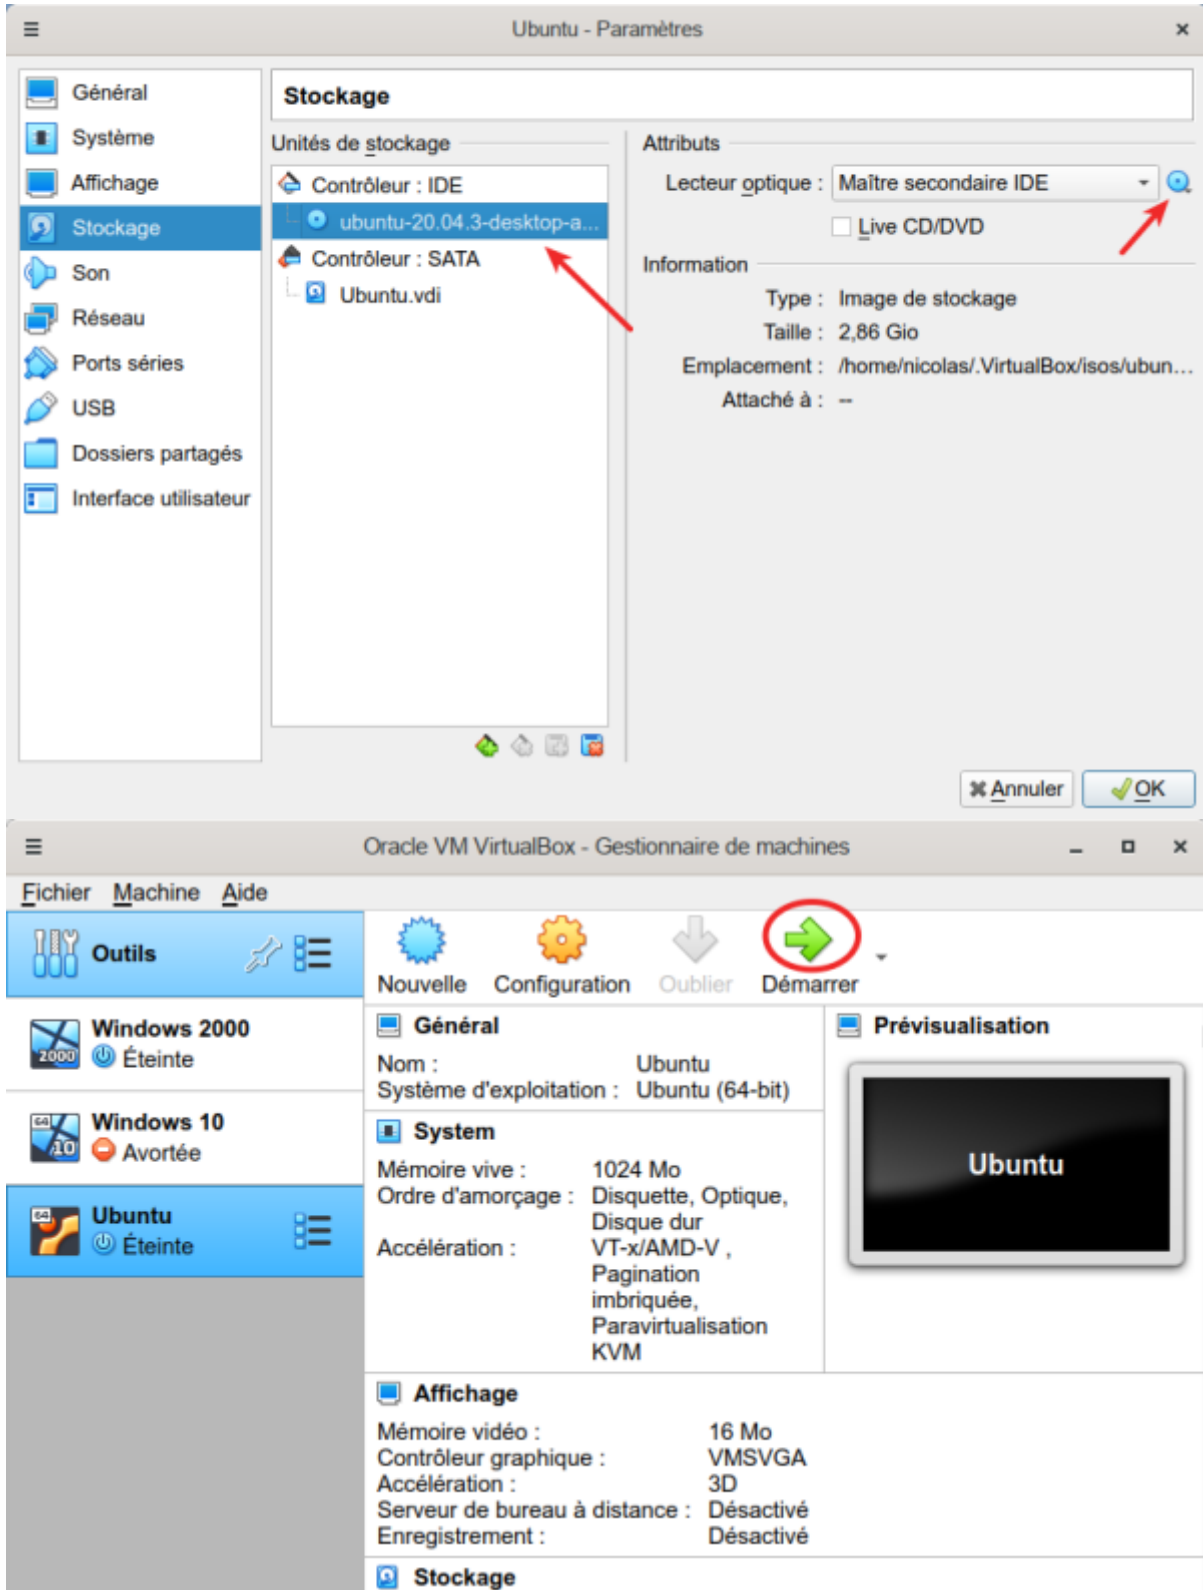 Ubuntu - Paramètres
Général
Système
Affichage
Stockage
Son
Réseau
Ports séries
USB
Dossiers partagés
Interface utilisateur
Stockage
Unités de stockage
Contrôleur : IDE
ubuntu-20.04.3-desktop-a...
Contrôleur : SATA
Ubuntu.vdi
Attributs
Lecteur optique : Maître secondaire IDE
Live CD/DVD
Information
Type : Image de stockage
Taille : 2,86 Gio
Emplacement : /home/nicolas/.VirtualBox/isos/ubun...
Attaché à : --
Annuler
OK
Oracle VM VirtualBox - Gestionnaire de machines
Fichier Machine Aide
Outils
Windows 2000
2000
Éteinte
64
Windows 10
10
Avortée
64
Ubuntu
Éteinte
Nouvelle Configuration Oublier Démarrer
Général
Nom : Ubuntu
Système d'exploitation : Ubuntu (64-bit)
System
Mémoire vive : 1024 Mo
Ordre d'amorçage : Disquette, Optique,
Disque dur
Accélération : VT-x/AMD-V ,
Pagination
imbriquée,
Paravirtualisation
KVM
Prévisualisation
Ubuntu
Affichage
Mémoire vidéo : 16 Mo
Contrôleur graphique : VMSVGA
Accélération : 3D
Serveur de bureau à distance : Désactivé
Enregistrement : Désactivé
Stockage